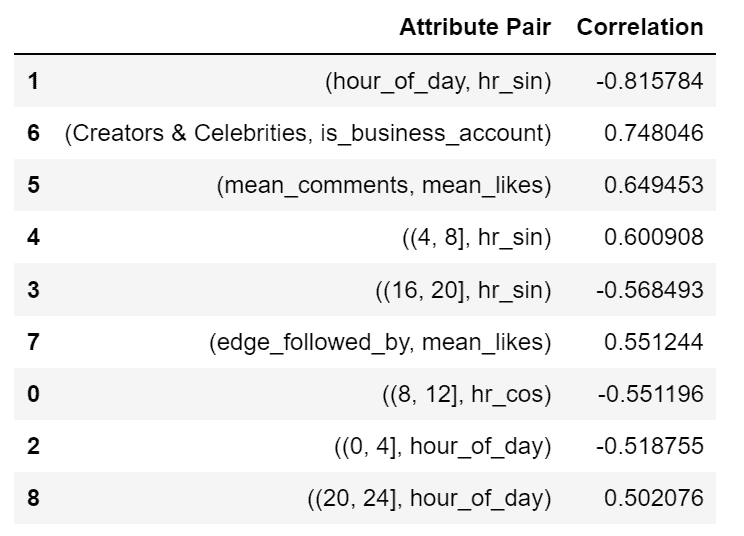 Attribute Pair Correlation
1 (hour_of_day, hr_sin) -0.815784
6 (Creators & Celebrities, is_business_account) 0.748046
5 (mean_comments, mean_likes) 0.649453
4 ((4, 8], hr_sin) 0.600908
3 ((16, 20], hr_sin) -0.568493
7 (edge_followed_by, mean_likes) 0.551244
0 ((8, 12], hr_cos) -0.551196
2 ((0, 4], hour_of_day) -0.518755
8 ((20, 24], hour_of_day) 0.502076